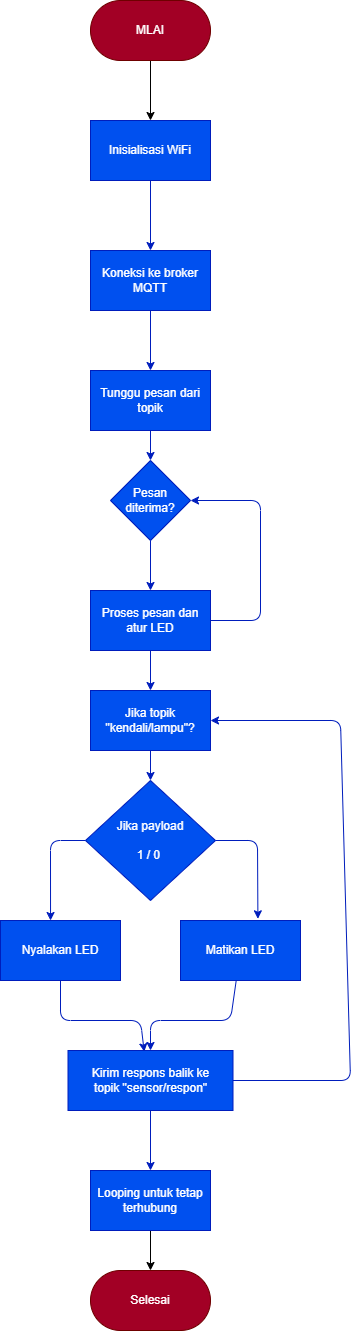 MLAI
Inisialisasi WiFi
Koneksi ke broker
MQTT
Tunggu pesan dari
topik
Pesan
diterima?
Proses pesan dan
atur LED
Jika topik
"kendali/lampu"?
Jika payload
1 / 0
Nyalakan LED
Matikan LED
Kirim respons balik ke
topik "sensor/respon"
Looping untuk tetap
terhubung
Selesai